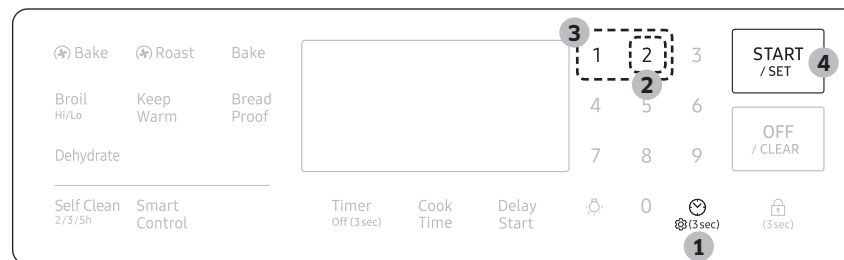 Bake Roast Bake
Broil Hi/Lo Keep Warm Bread Proof
Dehydrate
Self Clean 2/3/5h Smart Control
Timer Off (3 sec) Cook Time Delay Start
3
1 2 3
2
4 5 6
7 8 9
0 (3 sec)
1
START / SET
4
OFF / CLEAR
(3 sec)